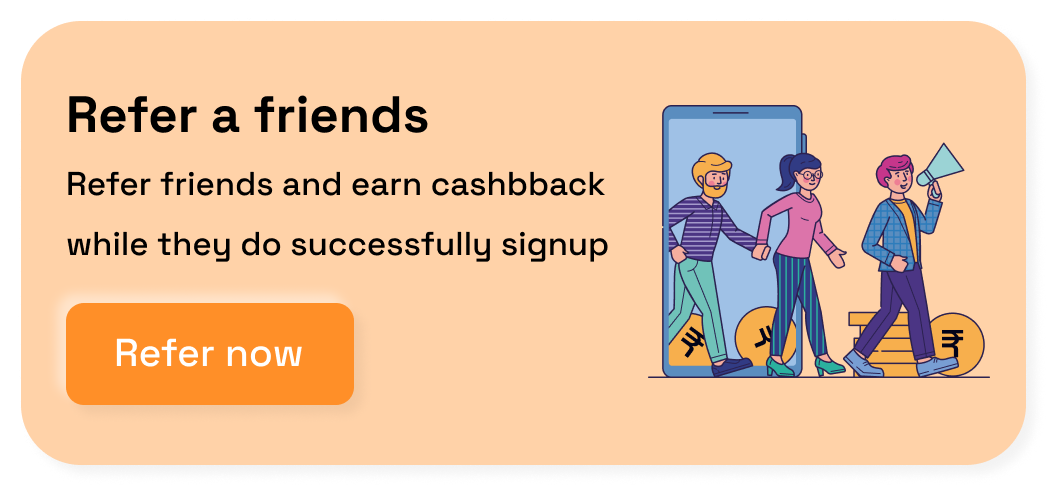 Refer a friends
Refer friends and earn cashbback
while they do successfully signup
Refer now
₹ ₹ ₹